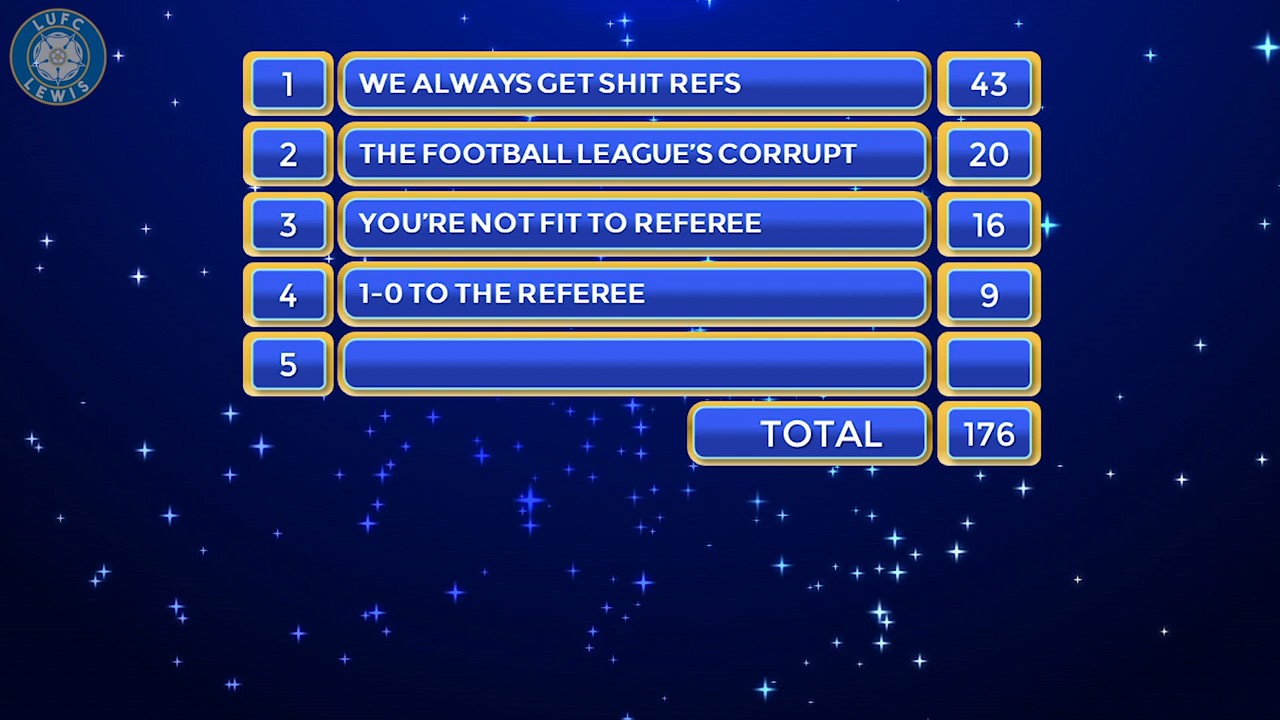 LUFC
LEWIS
1 WE ALWAYS GET SHIT REFS 43
2 THE FOOTBALL LEAGUE'S CORRUPT 20
3 YOU'RE NOT FIT TO REFEREE 16
4 1-0 TO THE REFEREE 9
5
TOTAL 176